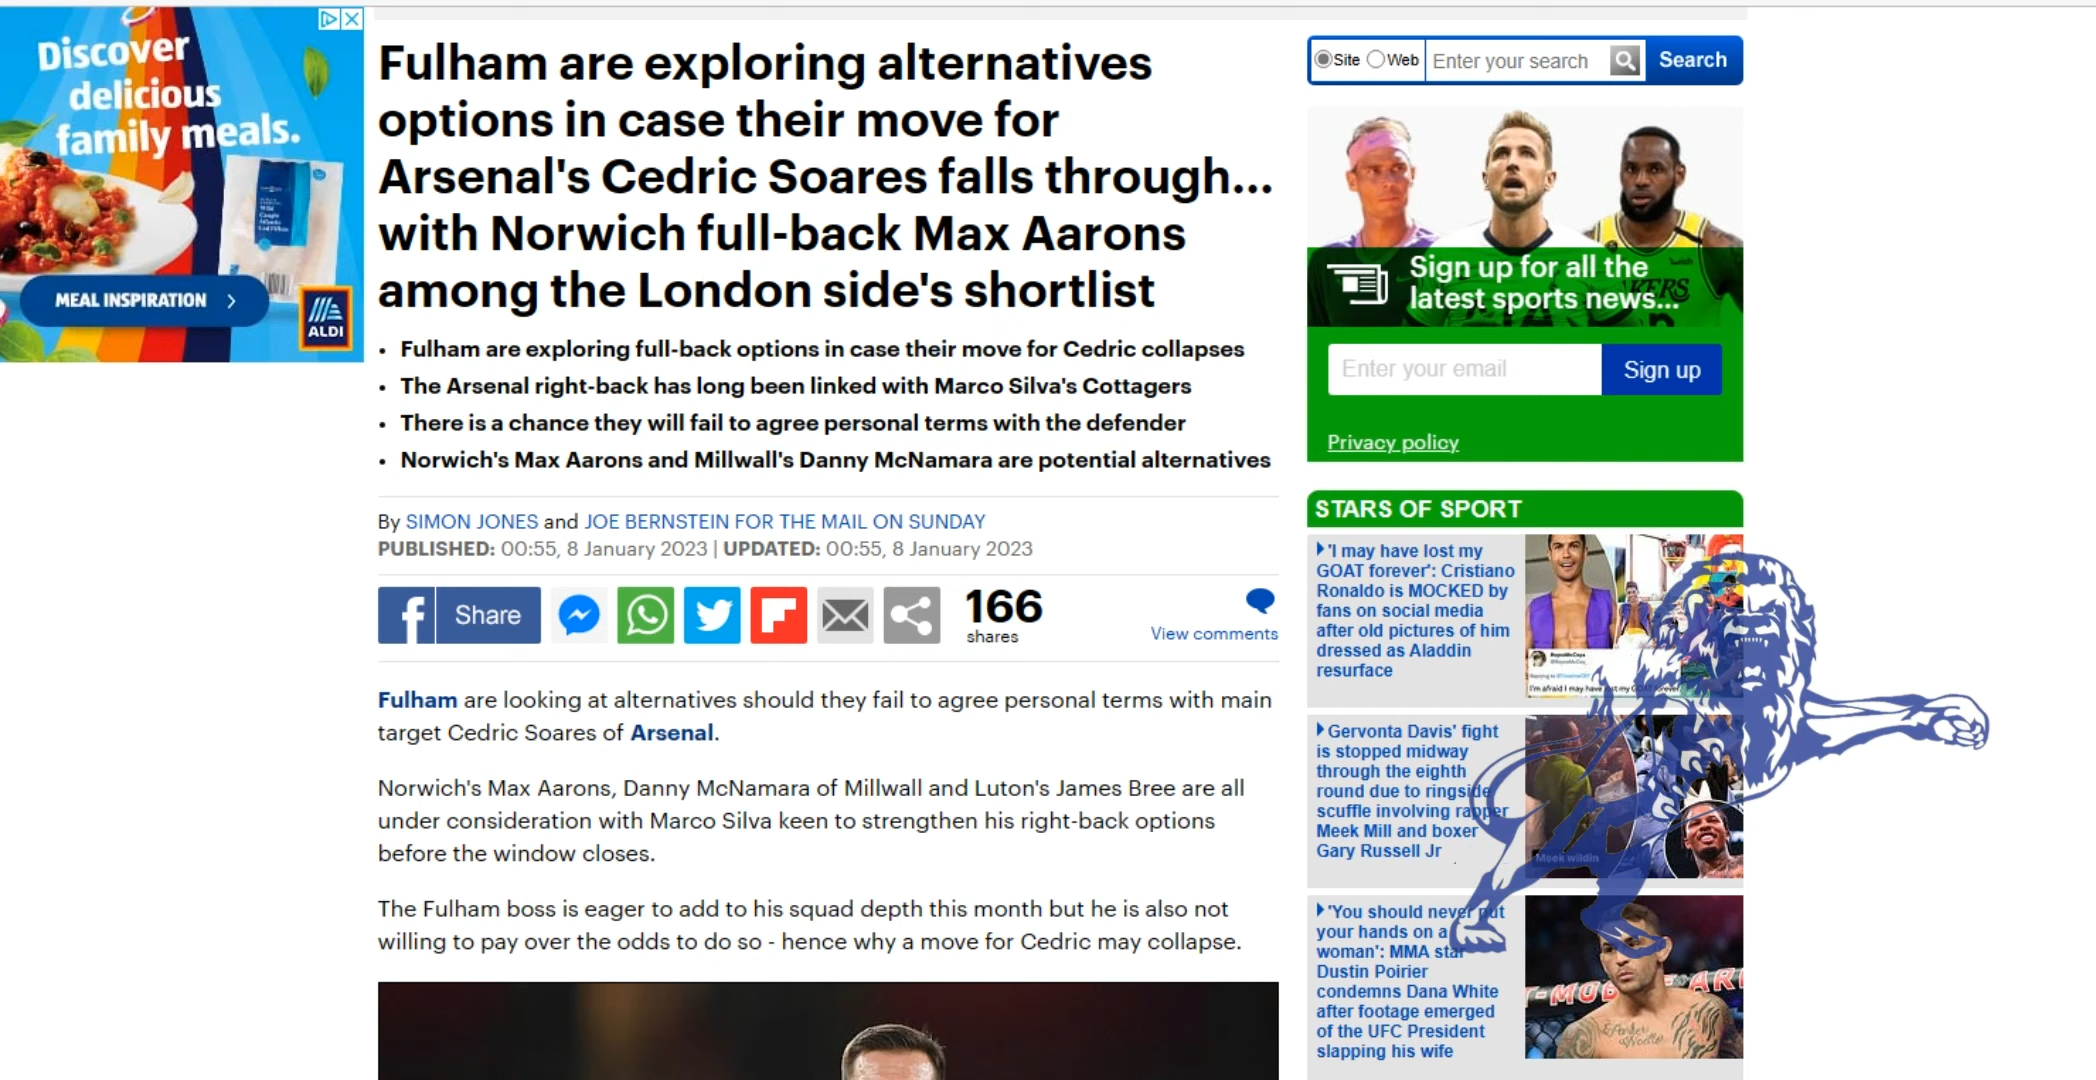 Discover
delicious
family meals.
MEAL INSPIRATION
ALDI
Fulham are exploring alternatives
options in case their move for
Arsenal's Cedric Soares falls through...
with Norwich full-back Max Aarons
among the London side's shortlist
• Fulham are exploring full-back options in case their move for Cedric collapses
• The Arsenal right-back has long been linked with Marco Silva's Cottagers
• There is a chance they will fail to agree personal terms with the defender
• Norwich's Max Aarons and Millwall's Danny McNamara are potential alternatives
By SIMON JONES and JOE BERNSTEIN FOR THE MAIL ON SUNDAY
PUBLISHED: 00:55, 8 January 2023 | UPDATED: 00:55, 8 January 2023
Share
166
shares
View comments
Fulham are looking at alternatives should they fail to agree personal terms with main
target Cedric Soares of Arsenal.
Norwich's Max Aarons, Danny McNamara of Millwall and Luton's James Bree are all
under consideration with Marco Silva keen to strengthen his right-back options
before the window closes.
The Fulham boss is eager to add to his squad depth this month but he is also not
willing to pay over the odds to do so - hence why a move for Cedric may collapse.
Site Web Enter your search Search
Sign up for all the
latest sports news...
Enter your email Sign up
Privacy policy
STARS OF SPORT
'I may have lost my
GOAT forever': Cristiano
Ronaldo is MOCKED by
fans on social media
after old pictures of him
dressed as Aladdin
resurface
I'm afraid I may have lost my GOAT forever
Gervonta Davis' fight
is stopped midway
through the eighth
round due to ringside
scuffle involving rapper
Meek Mill and boxer
Gary Russell Jr
Meek wildin
'You should never put
your hands on a
woman': MMA star
Dustin Poirier
condemns Dana White
after footage emerged
of the UFC President
slapping his wife